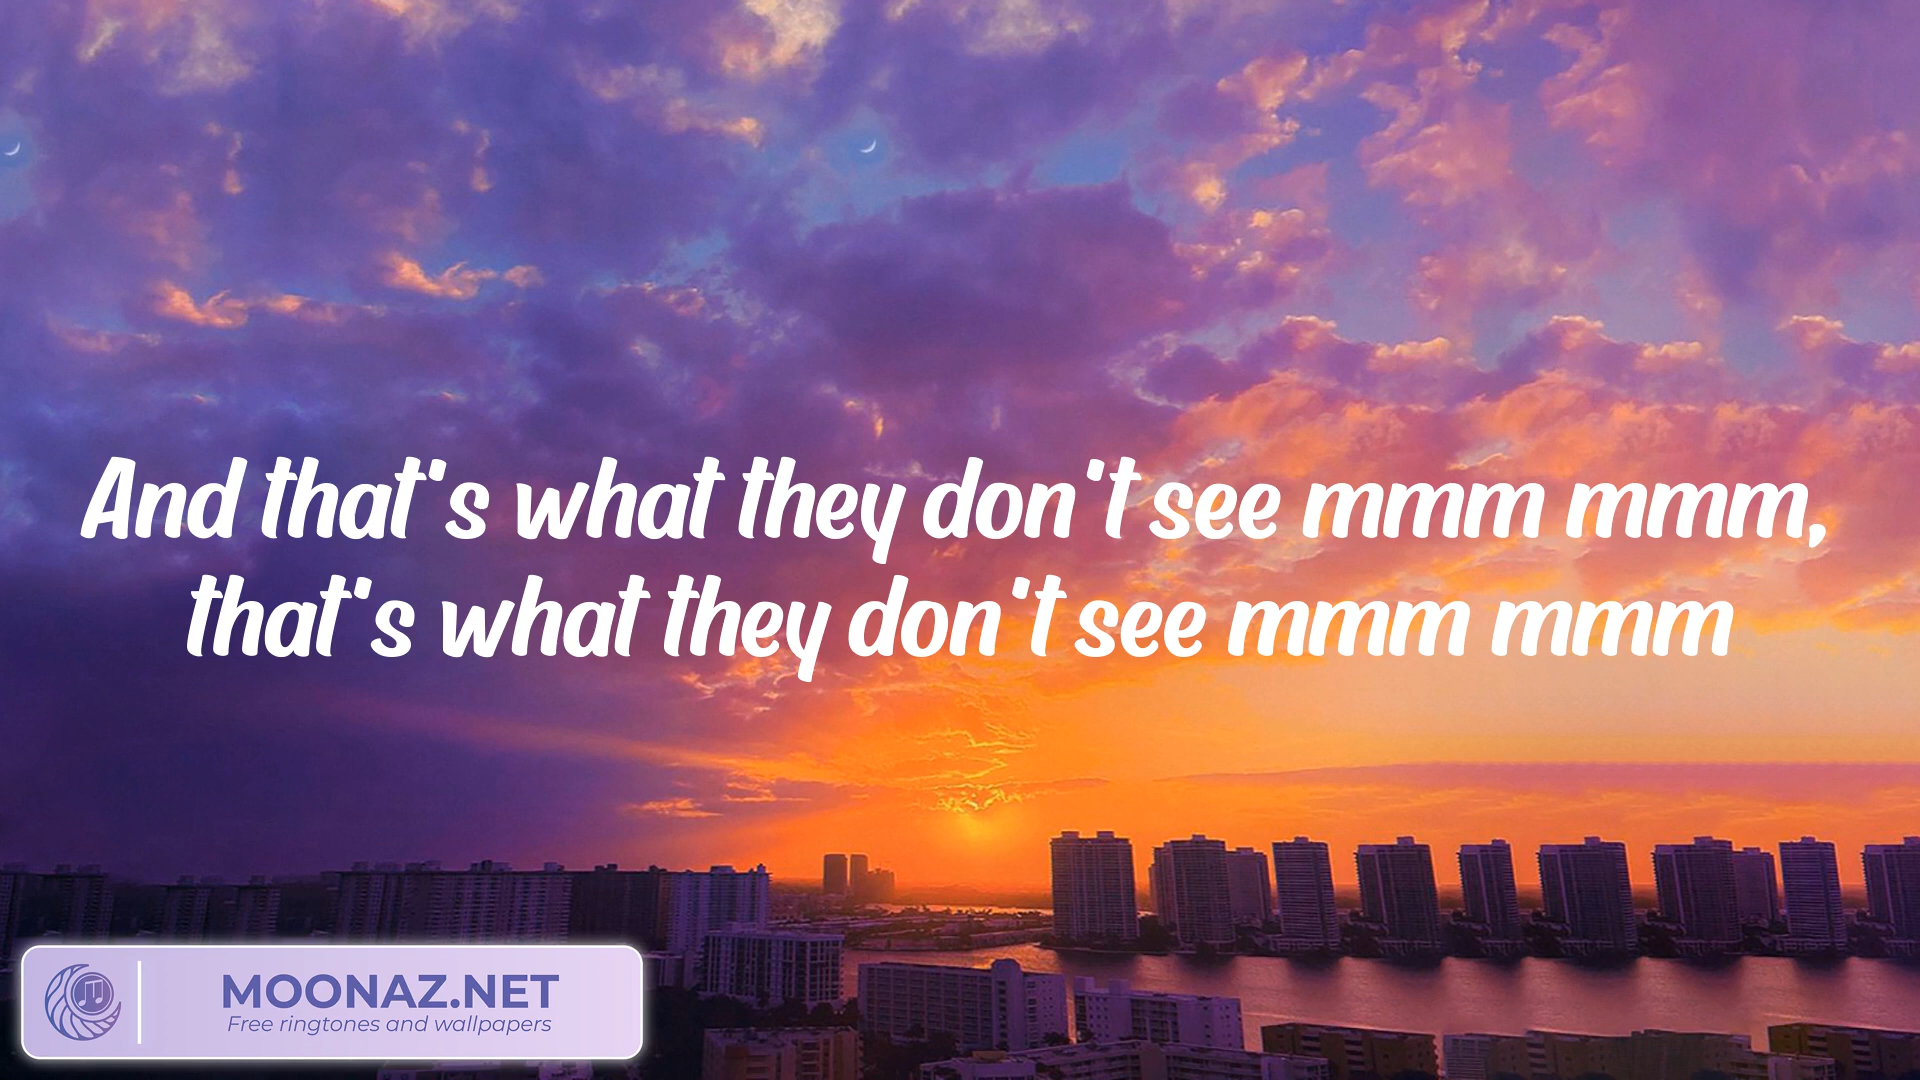 And that's what they don't see mmm mmm,
that's what they don't see mmm mmm
MOONAZ.NET
Free ringtones and wallpapers